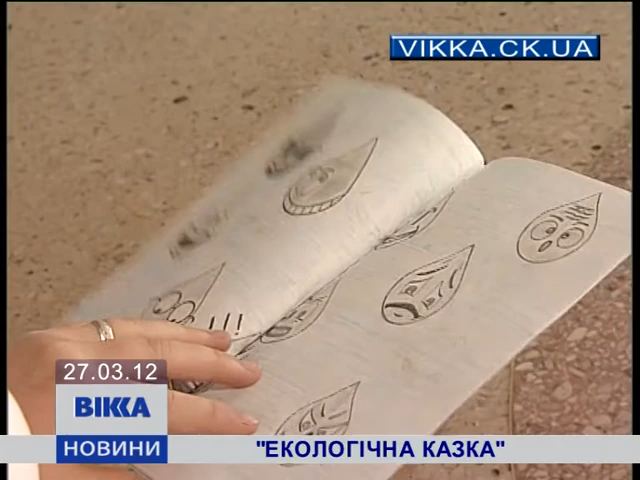 VIKKA.CK.UA
!!!
27.03.12
ВІККА
НОВИНИ
"ЕКОЛОГІЧНА КАЗКА"